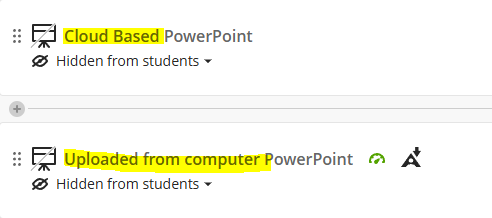 Cloud Based PowerPoint
Hidden from students
Uploaded from computer PowerPoint
Hidden from students